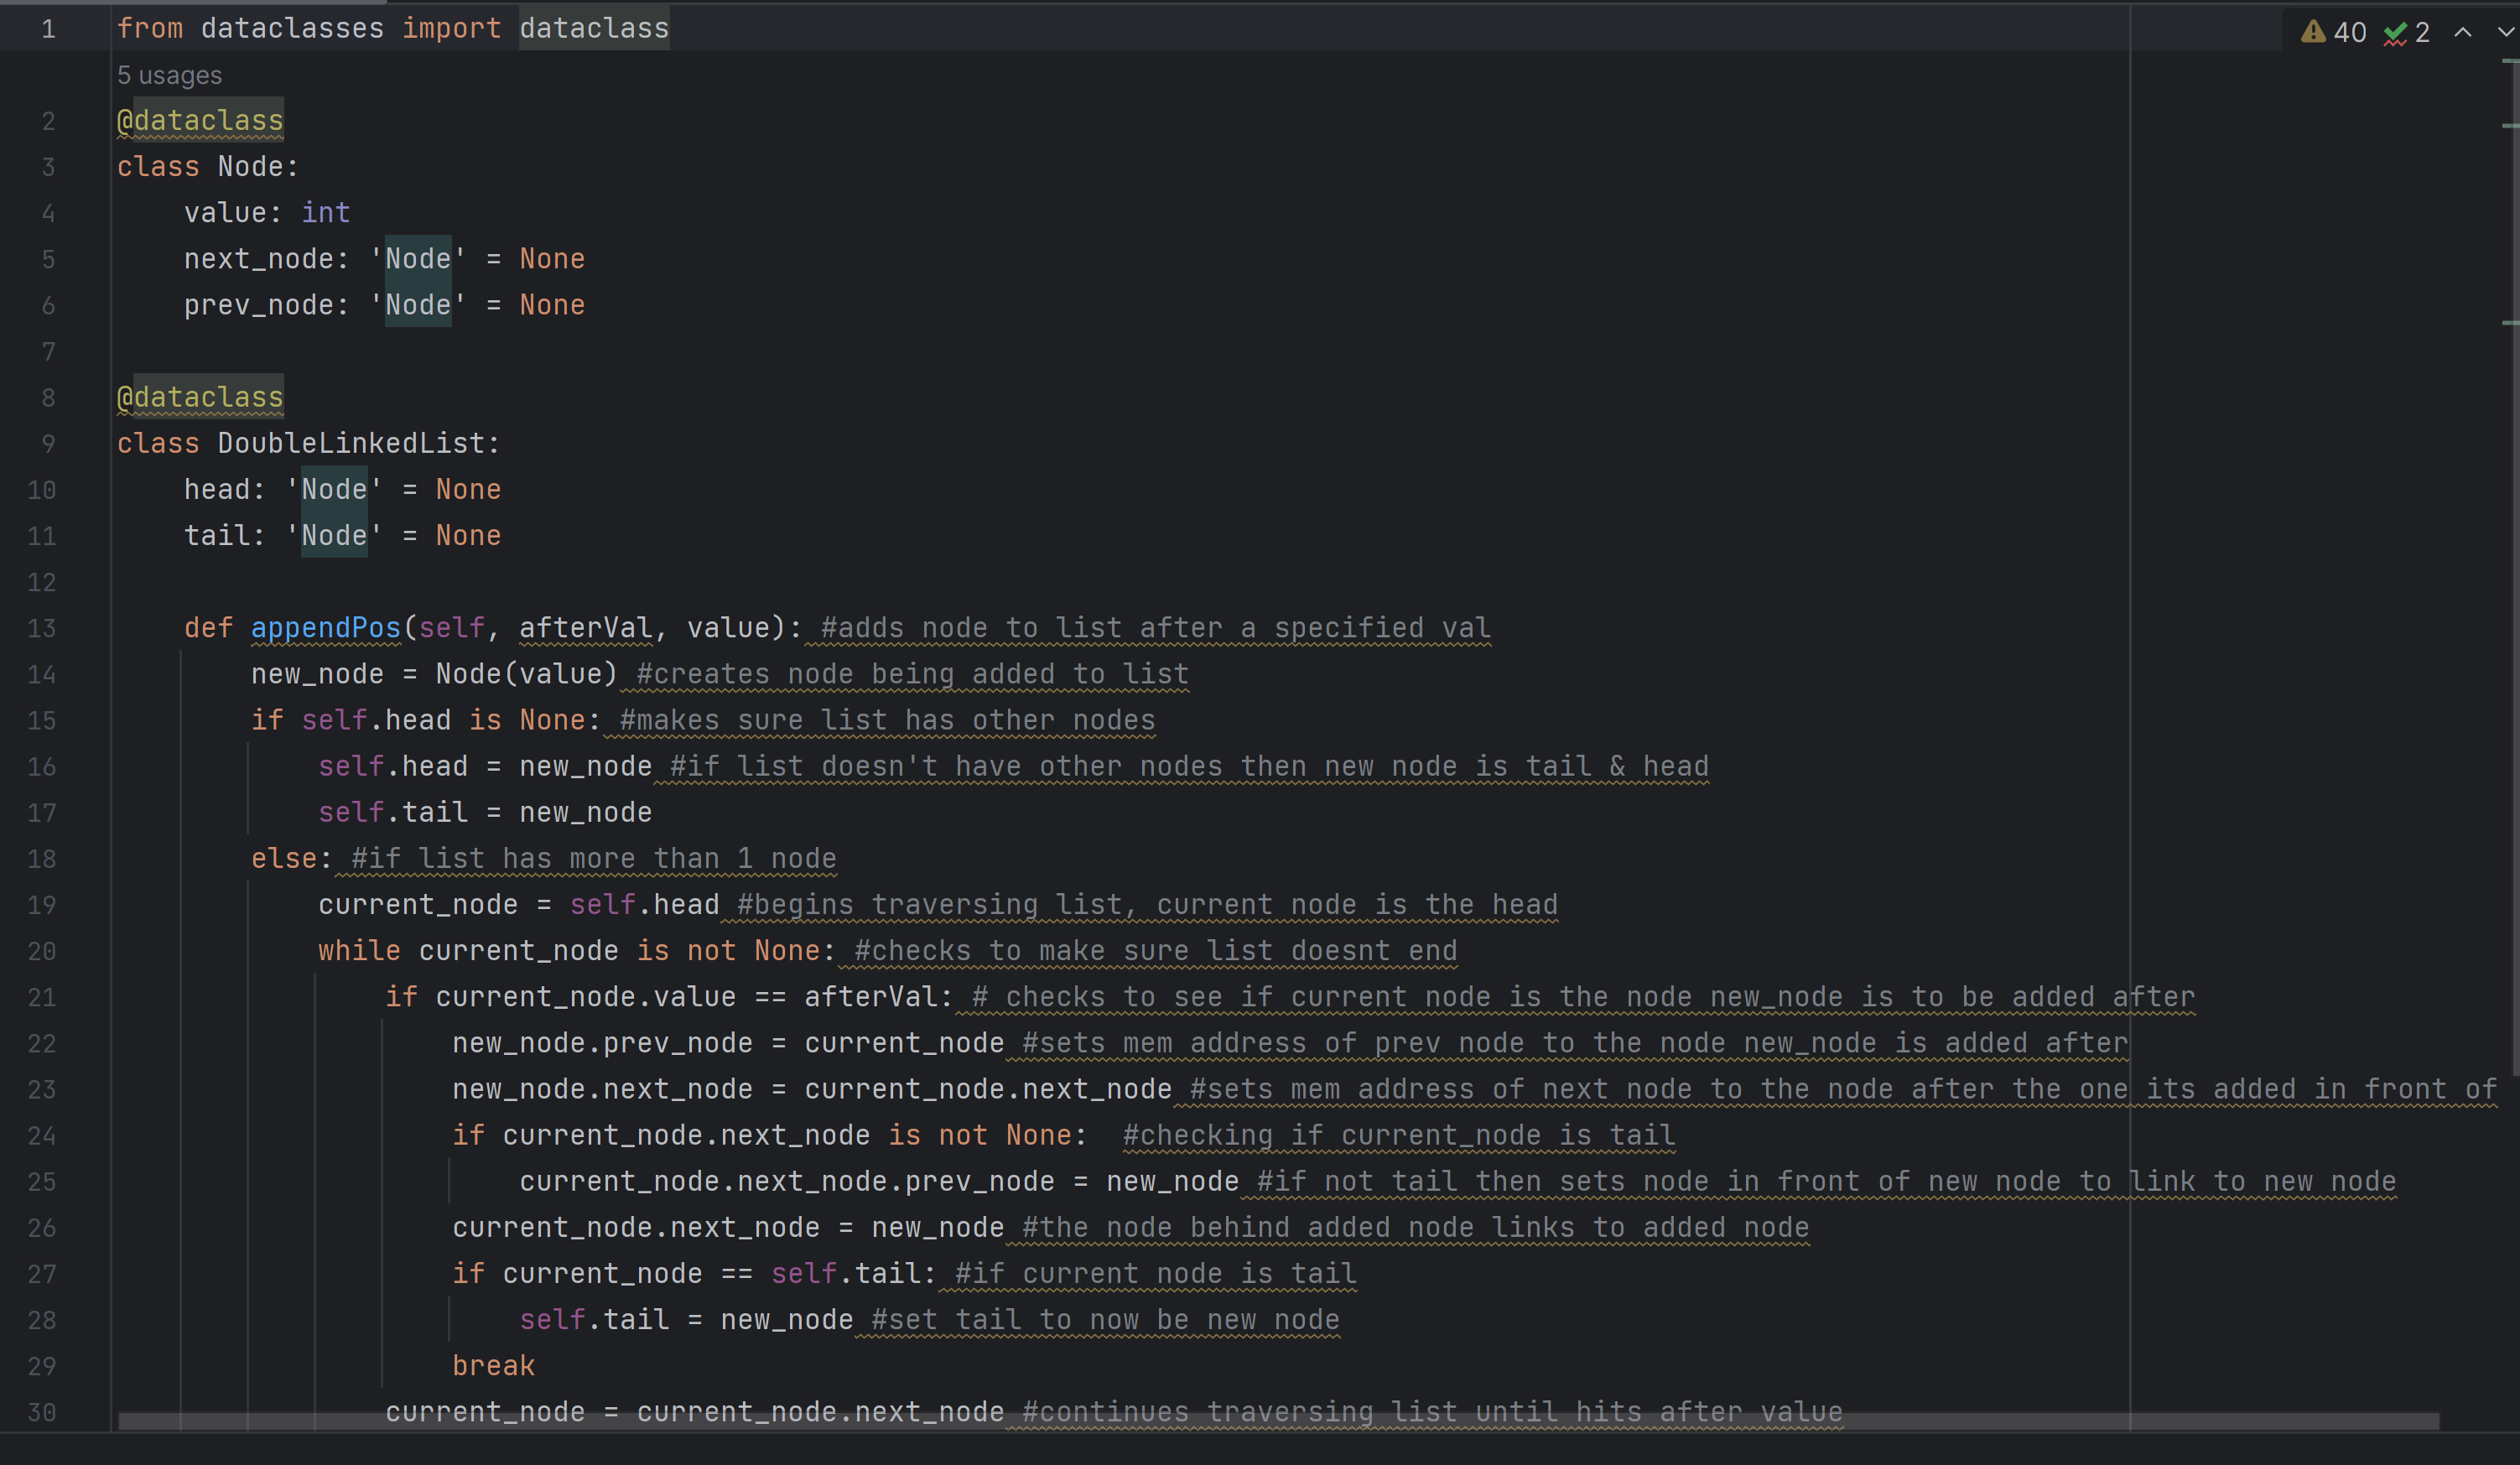 1 from dataclasses import dataclass 40 2
5 usages
2 @dataclass
3 class Node:
4     value: int
5     next_node: 'Node' = None
6     prev_node: 'Node' = None
7
8 @dataclass
9 class DoubleLinkedList:
10     head: 'Node' = None
11     tail: 'Node' = None
12
13     def appendPos(self, afterVal, value): #adds node to list after a specified val
14         new_node = Node(value) #creates node being added to list
15         if self.head is None: #makes sure list has other nodes
16             self.head = new_node #if list doesn't have other nodes then new node is tail & head
17             self.tail = new_node
18         else: #if list has more than 1 node
19             current_node = self.head #begins traversing list, current node is the head
20             while current_node is not None: #checks to make sure list doesnt end
21                 if current_node.value == afterVal: # checks to see if current node is the node new_node is to be added after
22                     new_node.prev_node = current_node #sets mem address of prev node to the node new_node is added after
23                     new_node.next_node = current_node.next_node #sets mem address of next node to the node after the one its added in front of
24                     if current_node.next_node is not None:  #checking if current_node is tail
25                         current_node.next_node.prev_node = new_node #if not tail then sets node in front of new node to link to new node
26                     current_node.next_node = new_node #the node behind added node links to added node
27                     if current_node == self.tail: #if current node is tail
28                         self.tail = new_node #set tail to now be new node
29                     break
30                 current_node = current_node.next_node #continues traversing list until hits after value